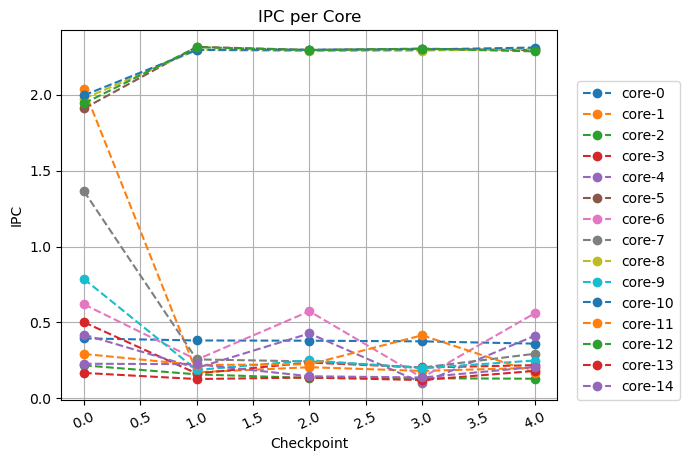 IPC per Core
IPC
2.0
1.5
1.0
0.5
0.0
0.0
0.5
1.0
1.5
2.0
2.5
3.0
3.5
4.0
Checkpoint
core-0
core-1
core-2
core-3
core-4
core-5
core-6
core-7
core-8
core-9
core-10
core-11
core-12
core-13
core-14